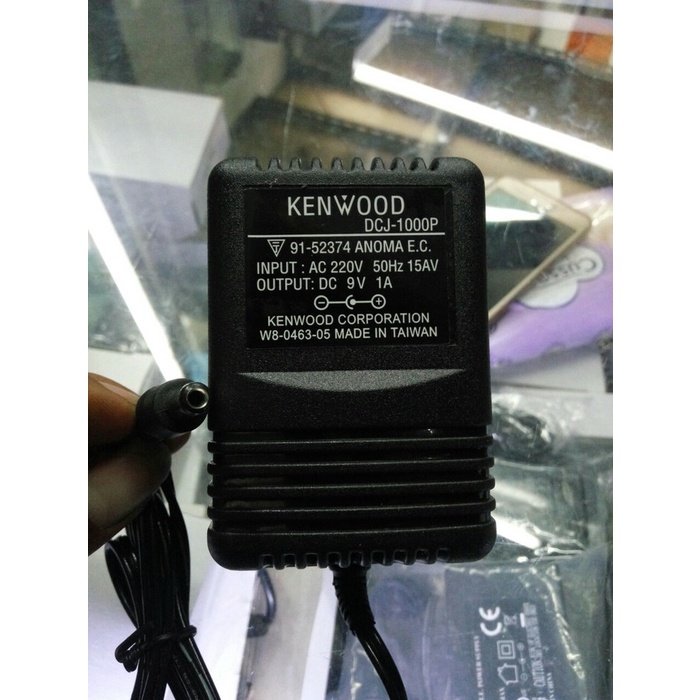 KENWOOD
DCJ-1000P
91-52374 ANOMA E.C.
INPUT : AC 220V 50Hz 15AV
OUTPUT: DC 9V 1A
KENWOOD CORPORATION
W8-0463-05 MADE IN TAIWAN
CE